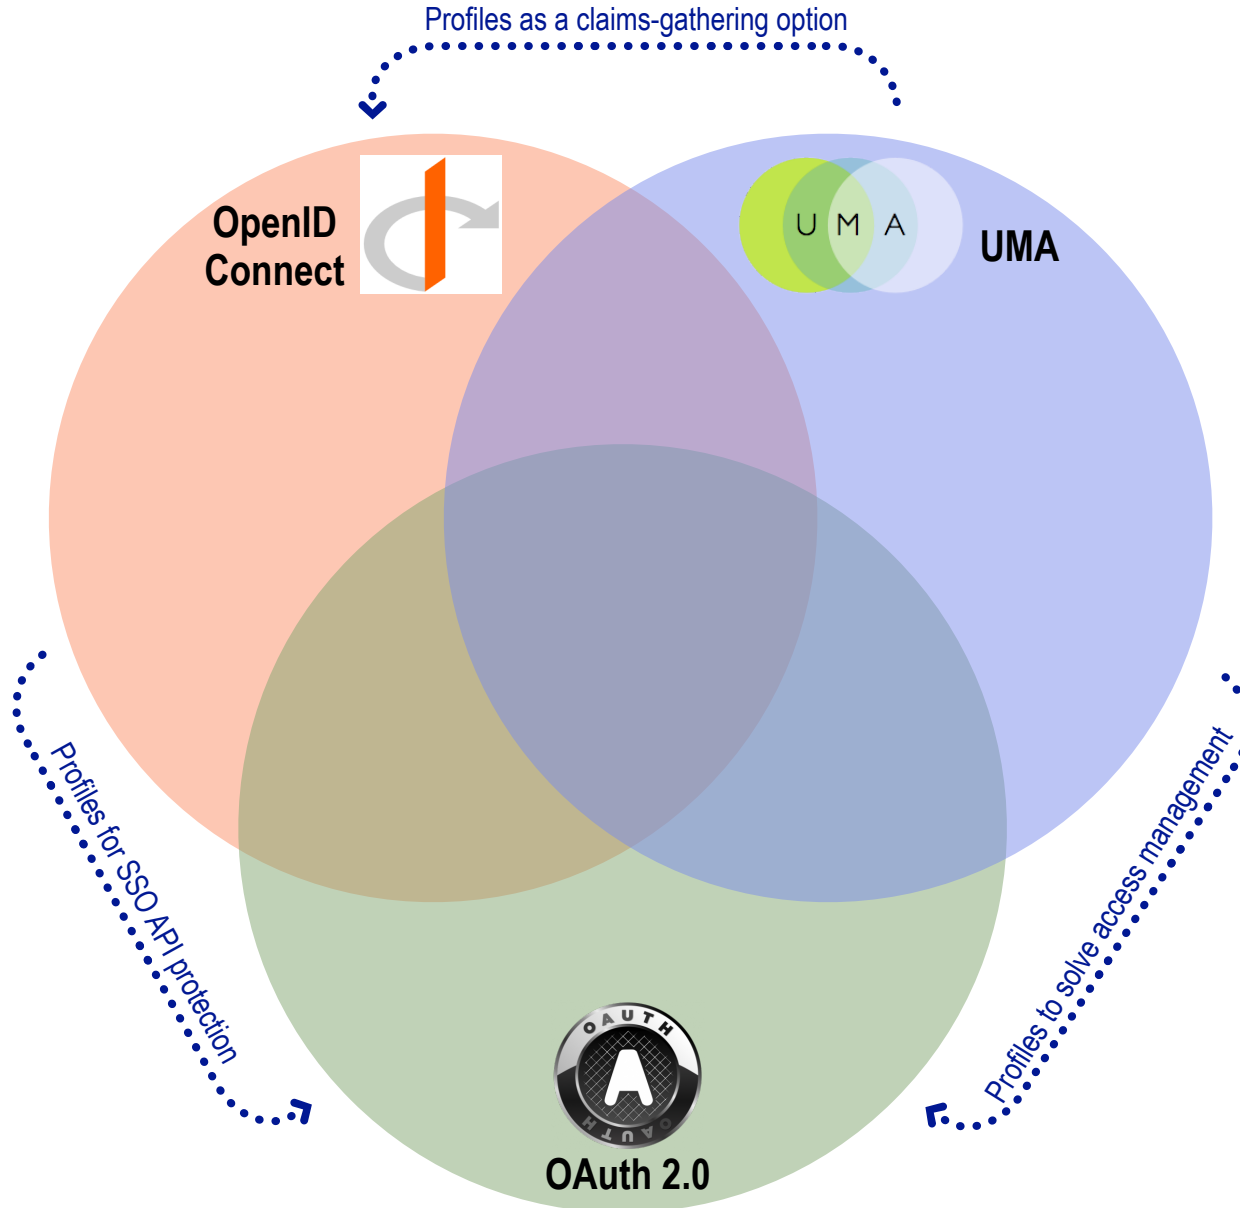 Profiles as a claims-gathering option
OpenID
Connect
U M A
UMA
Profiles for SSO API protection
Profiles to solve access management
OAUTH
A
OAUTH
OAuth 2.0